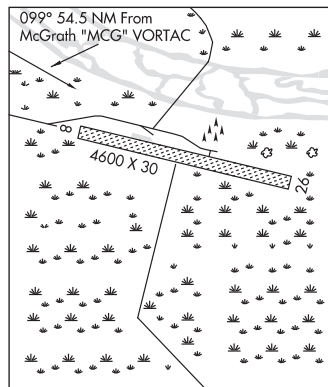 099° 54.5 NM From
McGrath "MCG" VORTAC
8
4600 X 30
26